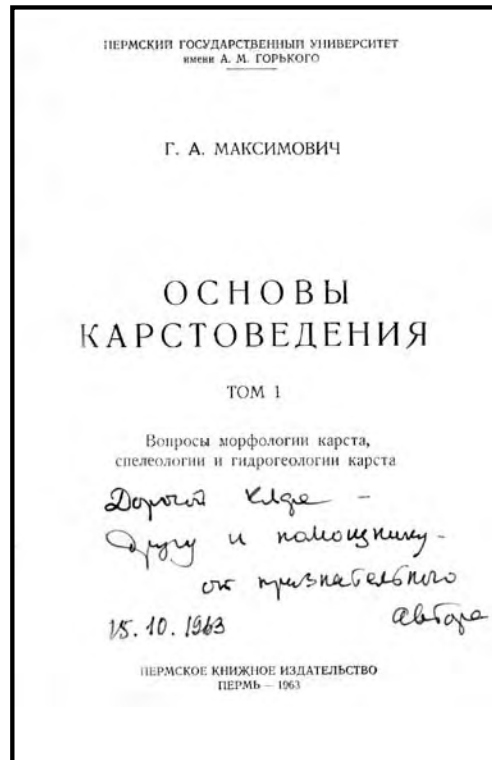 ПЕРМСКИЙ ГОСУДАРСТВЕННЫЙ УНИВЕРСИТЕТ
имени А. М. ГОРЬКОГО
Г. А. МАКСИМОВИЧ
ОСНОВЫ
КАРСТОВЕДЕНИЯ
ТОМ 1
Вопросы морфологии карста,
спелеологии и гидрогеологии карста
Дорогой Кляре –
другу и помощнику –
от признательного
автора
15.10.1963
ПЕРМСКОЕ КНИЖНОЕ ИЗДАТЕЛЬСТВО
ПЕРМЬ — 1963